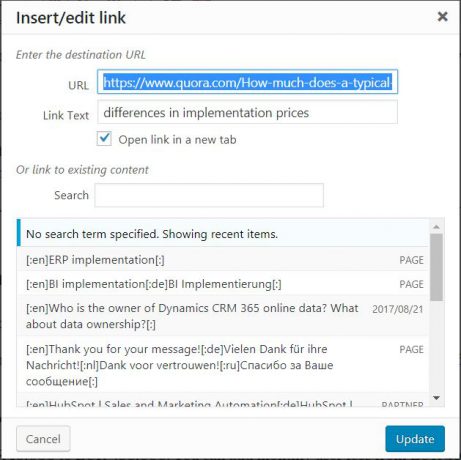 Insert/edit link
Enter the destination URL
URL https://www.quora.com/How-much-does-a-typical-
Link Text differences in implementation prices
Open link in a new tab
Or link to existing content
Search
No search term specified. Showing recent items.
[:en]ERP implementation[:] PAGE
[:en]BI implementation[:de]BI Implementierung[:] PAGE
[:en]Who is the owner of Dynamics CRM 365 online data? What 2017/08/21
about data ownership?[:]
[:en]Thank you for your message![:de]Vielen Dank für ihre PAGE
Nachricht![:nl]Dank voor vertrouwen![:ru]Спасибо за Ваше
сообщение[:]
[:en]HubSpot | Sales and Marketing Automation[:de]HubSpot | PARTNER
Cancel Update